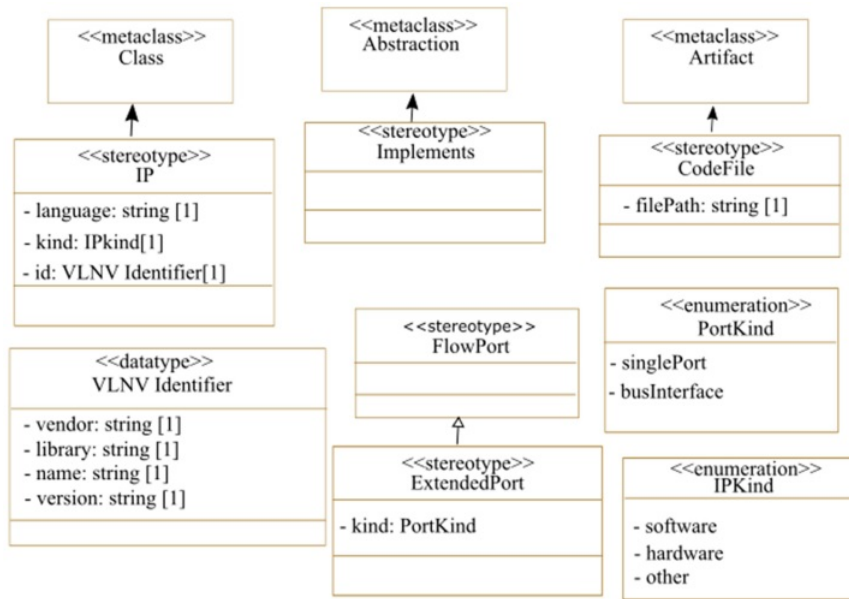 <<metaclass>>
Class
<<metaclass>>
Abstraction
<<metaclass>>
Artifact
<<stereotype>>
IP
- language: string [1]
- kind: IPkind[1]
- id: VLNV Identifier[1]
<<stereotype>>
Implements
<<stereotype>>
CodeFile
- filePath: string [1]
<<datatype>>
VLNV Identifier
- vendor: string [1]
- library: string [1]
- name: string [1]
- version: string [1]
<<stereotype>>
FlowPort
<<stereotype>>
ExtendedPort
- kind: PortKind
<<enumeration>>
PortKind
- singlePort
- busInterface
<<enumeration>>
IPKind
- software
- hardware
- other